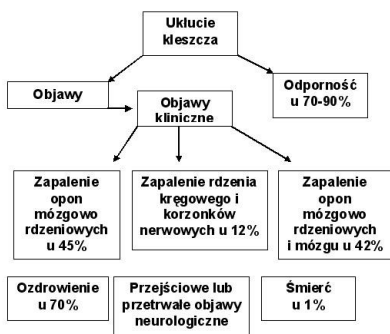 Uklucie
kleszcza
Objawy
Odporność
u 70-90%
Objawy
kliniczne
Zapalenie
opon
mózgowo
rdzeniowych
u 45%
Zapalenie rdzenia
kręgowego i
korzonków
nerwowych u 12%
Zapalenie
opon
mózgowo
rdzeniowych
i mózgu u 42%
Ozdrowienie
u 70%
Przejściowe lub
przetrwałe objawy
neurologiczne
Śmierć
u 1%